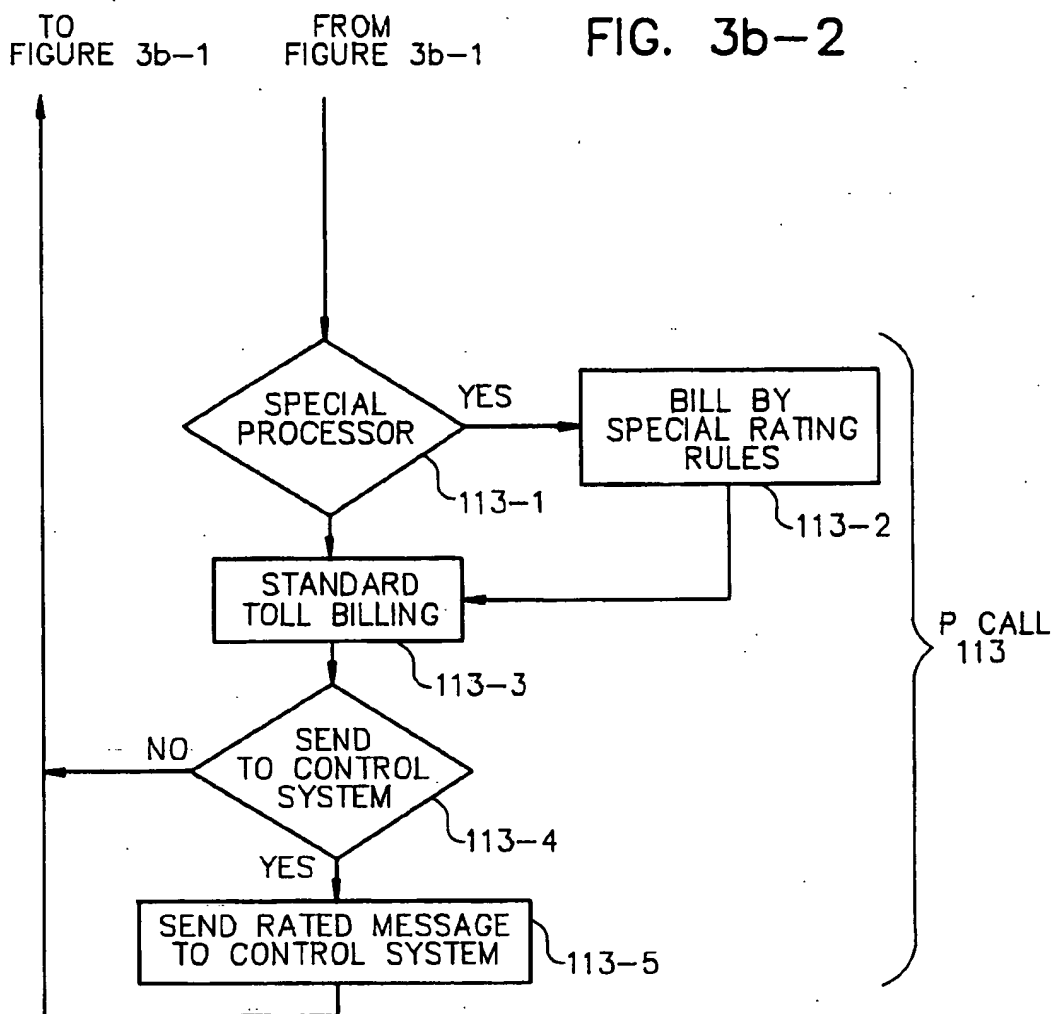 TO
FIGURE 3b-1
FROM
FIGURE 3b-1
FIG. 3b-2
SPECIAL
PROCESSOR
YES
113-1
BILL BY
SPECIAL RATING
RULES
113-2
STANDARD
TOLL BILLING
113-3
P CALL
113
SEND
TO CONTROL
SYSTEM
NO
113-4
YES
SEND RATED MESSAGE
TO CONTROL SYSTEM
113-5